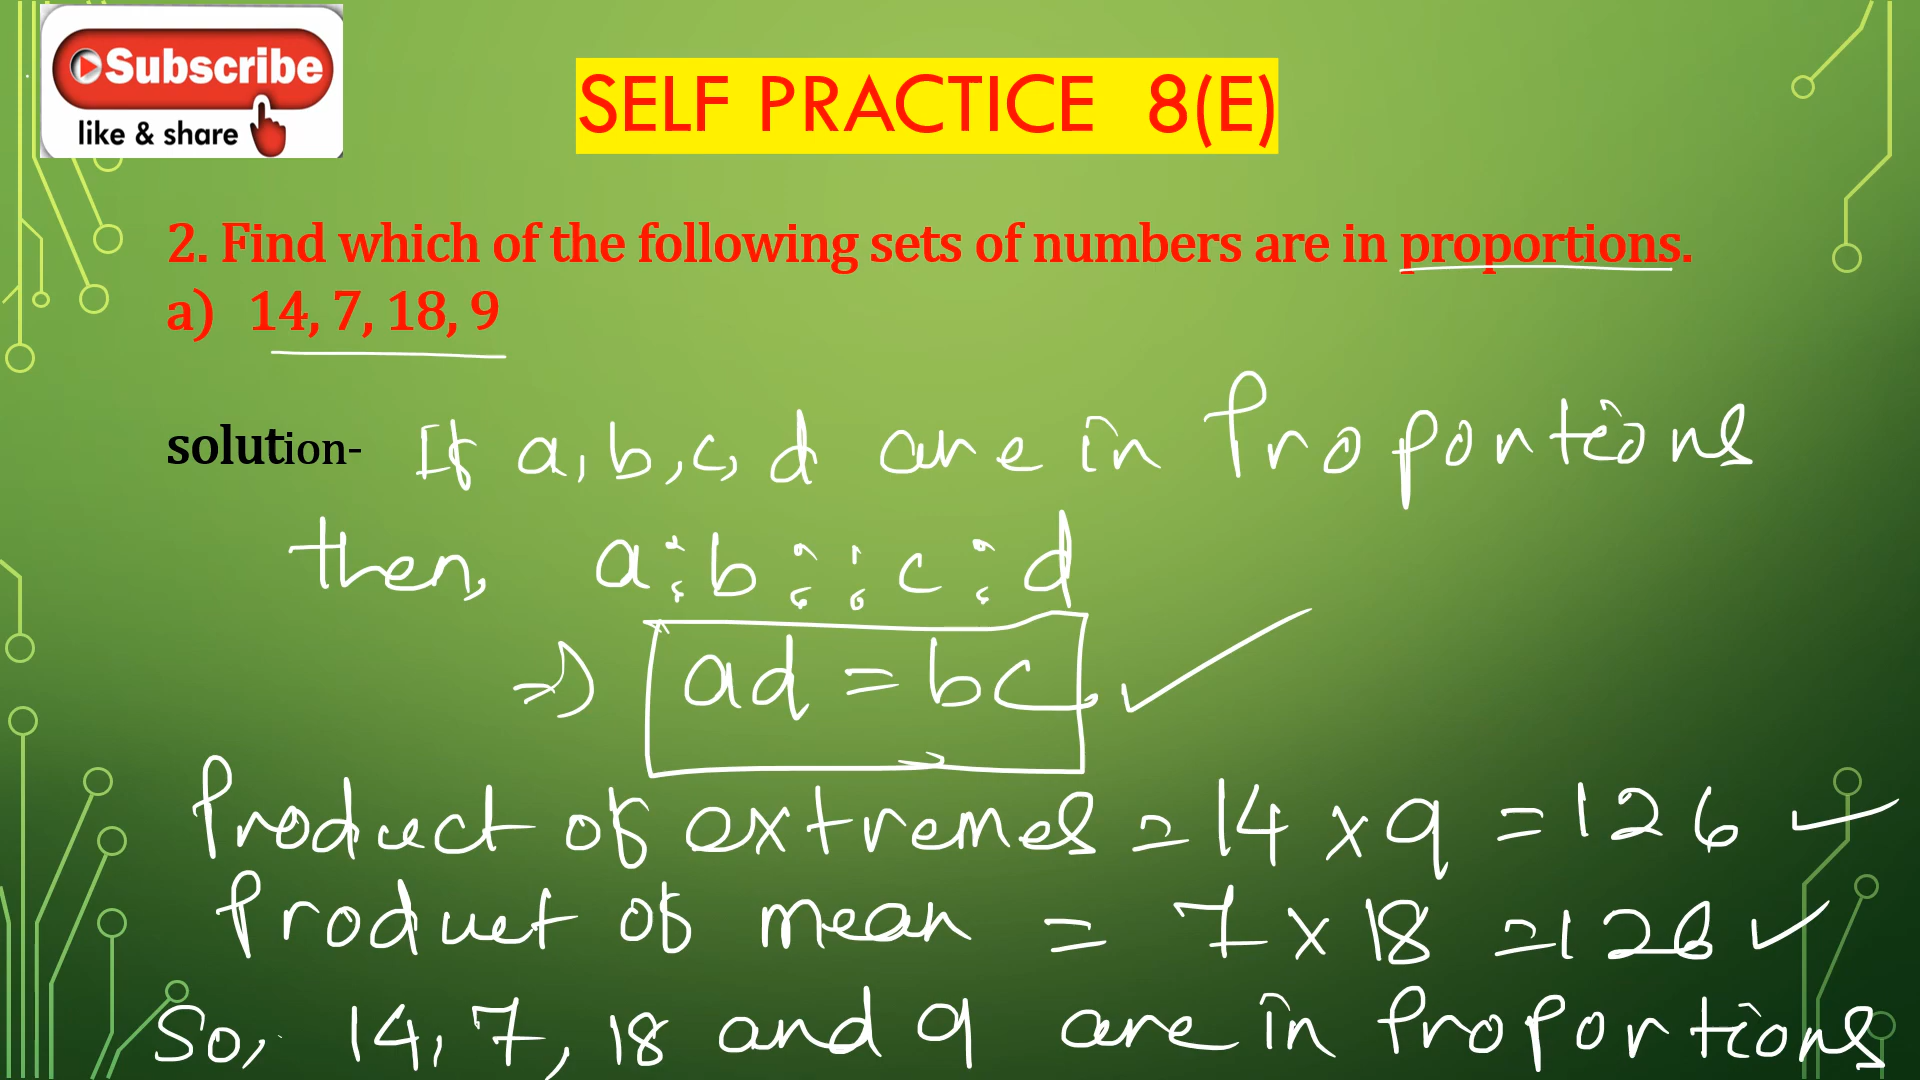 Subscribe
like & share
SELF PRACTICE 8(E)
2. Find which of the following sets of numbers are in proportions.
a) 14, 7, 18, 9
solution- If a, b, c, d are in Proportions
then, a : b :: c : d
⇒ ad = bc
Product of extremes = 14 x 9 = 126
Product of mean = 7 x 18 = 126
So, 14, 7, 18 and 9 are in Proportions